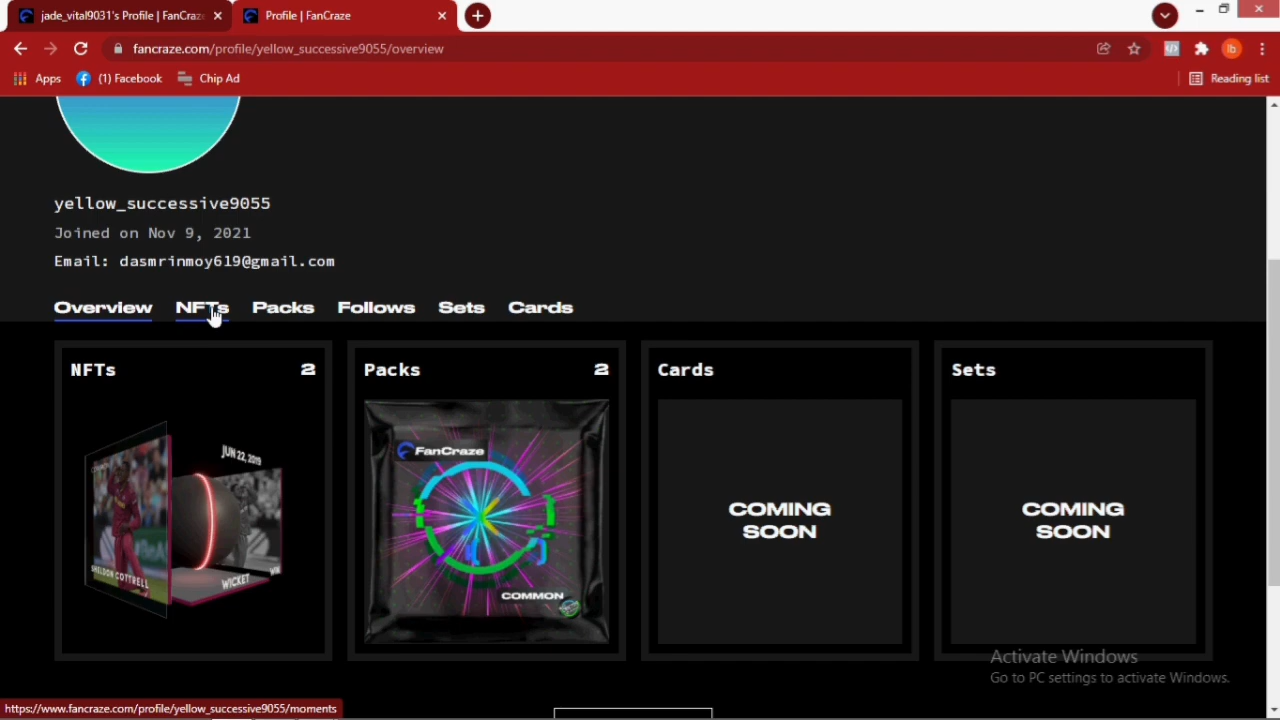 jade_vital9031's Profile | FanCraz
Profile | FanCraze
fancraze.com/profile/yellow_successive9055/overview
lb
Apps
(1) Facebook
Chip Ad
Reading list
yellow_successive9055
Joined on Nov 9, 2021
Email: dasmrinmoy619@gmail.com
Overview NFTs Packs Follows Sets Cards
NFTs 2
Packs 2
Cards
Sets
JUN 22, 2019
SHELDON COTTRELL
WICKET
WIN
FanCraze
COMMON
COMING
SOON
COMING
SOON
Activate Windows
Go to PC settings to activate Windows.
https://www.fancraze.com/profile/yellow_successive9055/moments